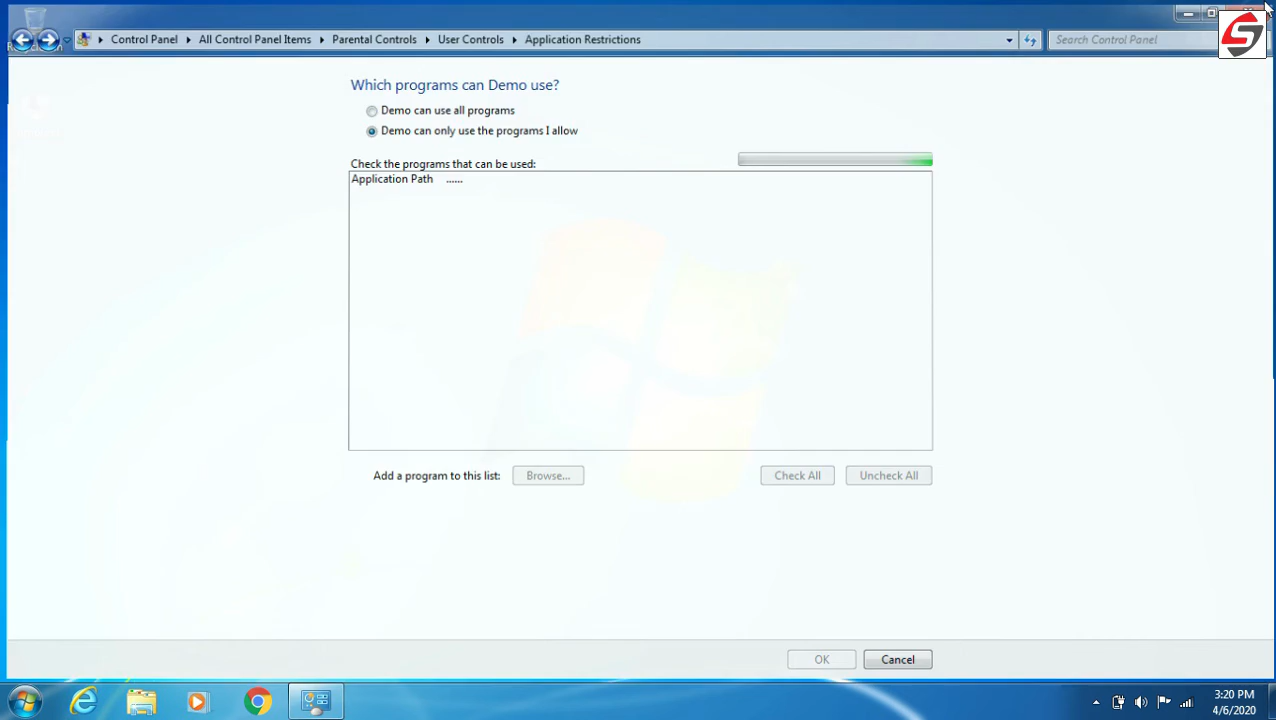 Control Panel All Control Panel Items Parental Controls User Controls Application Restrictions
Search Control Panel
Which programs can Demo use?
Demo can use all programs
Demo can only use the programs I allow
Check the programs that can be used:
Application Path ......
Add a program to this list: Browse... Check All Uncheck All
OK Cancel
3:20 PM
4/6/2020